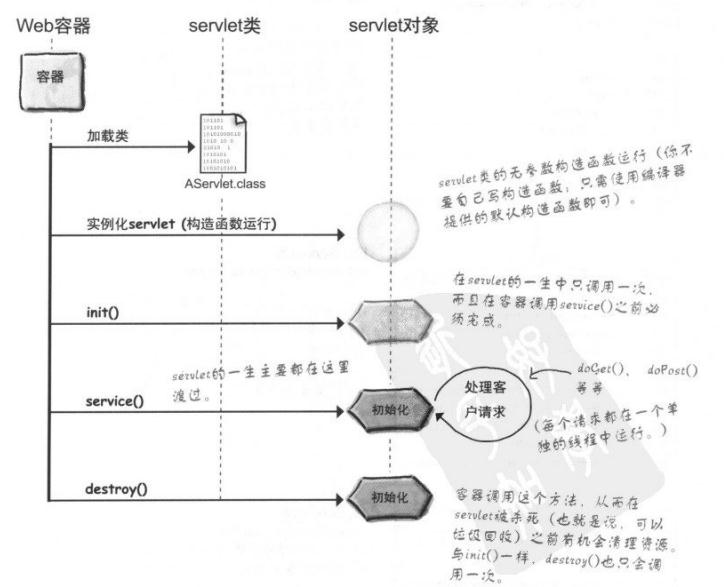 Web容器
servlet类
servlet对象
容器
加载类
101101
101101
10101000010
1010 10 0
01010 1
1010101
10101010
1001010101
AServlet.class
servlet类的无参数构造函数运行（你不
要自己写构造函数；只需使用编译器
提供的默认构造函数即可）。
实例化servlet (构造函数运行)
在servlet的一生中只调用一次，
而且在容器调用service()之前必
须完成。
init()
servlet的一生主要都在这里
渡过。
service()
初始化
处理客
户请求
doGet()、 doPost()
等等
(每个请求都在一个单
独的线程中运行。)
destroy()
初始化
容器调用这个方法，从而在
servlet被杀死（也就是说，可以
垃圾回收）之前有机会清理资源。
与init()一样，destroy()也只会调
用一次。